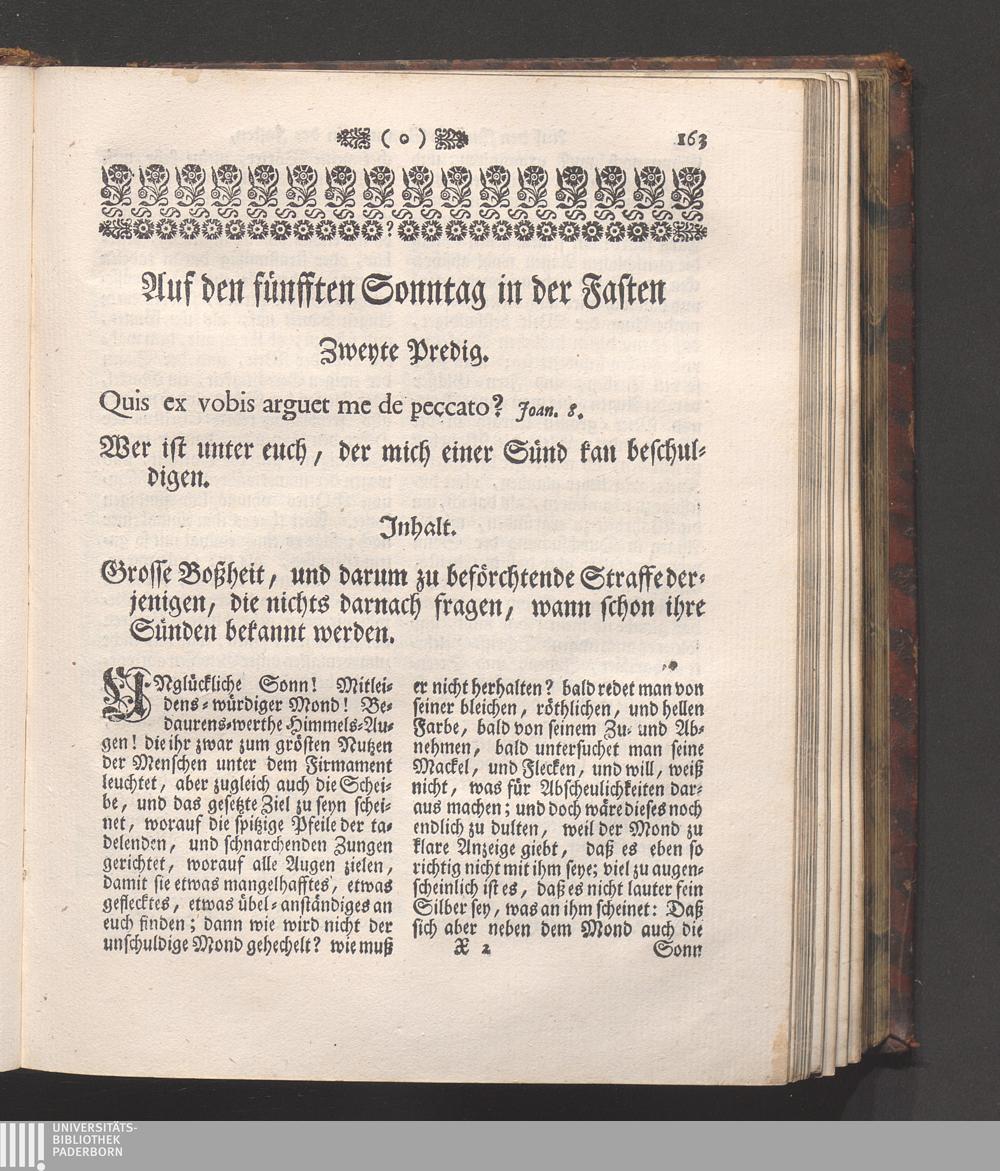 ( o ) 163
Auf den fünfften Sonntag in der Fasten
Zweyte Predig.
Quis ex vobis arguet me de peccato? Joan. 8.
Wer ist unter euch, der mich einer Sünd kan beschul-
digen.
Inhalt.
Grosse Boßheit, und darum zu beförchtende Straffe der-
jenigen, die nichts darnach fragen, wann schon ihre
Sünden bekannt werden.
UNglückliche Sonn! Mitlei-
dens-würdiger Mond! Be-
daurens-werthe Himmels-Au-
gen! die ihr zwar zum grösten Nutzen
der Menschen unter dem Firmament
leuchtet, aber zugleich auch die Schei-
be, und das gesetzte Ziel zu seyn schei-
net, worauf die spitzige Pfeile der ta-
delenden, und schnarchenden Zungen
gerichtet, worauf alle Augen zielen,
damit sie etwas mangelhafftes, etwas
geflecktes, etwas übel-anständiges an
euch finden; dann wie wird nicht der
unschuldige Mond gehechelt? wie muß
er nicht herhalten? bald redet man von
seiner bleichen, röthlichen, und hellen
Farbe, bald von seinem Zu- und Ab-
nehmen, bald untersuchet man seine
Mackel, und Flecken, und will, weiß
nicht, was für Abscheulichkeiten dar-
aus machen; und doch wäre dieses noch
endlich zu dulten, weil der Mond zu
klare Anzeige giebt, daß es eben so
richtig nicht mit ihm seye; viel zu augen-
scheinlich ist es, daß es nicht lauter fein
Silber sey, was an ihm scheinet: Daß
sich aber neben dem Mond auch die
X 2 Sonn
UNIVERSITÄTS-
BIBLIOTHEK
PADERBORN